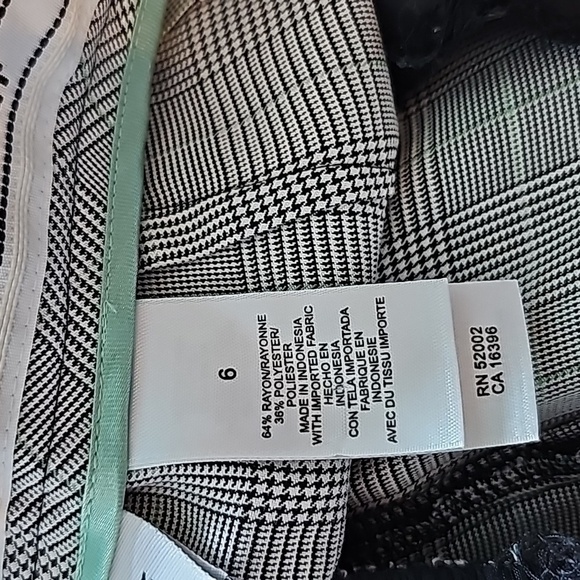 6
64% RAYON/RAYONNE
36% POLYESTER/
POLIESTER
MADE IN INDONESIA
WITH IMPORTED FABRIC
HECHO EN
INDONESIA
CON TELA IMPORTADA
FABRIQUE EN
INDONESIE
AVEC DU TISSU IMPORTE
RN 52002
CA 16396